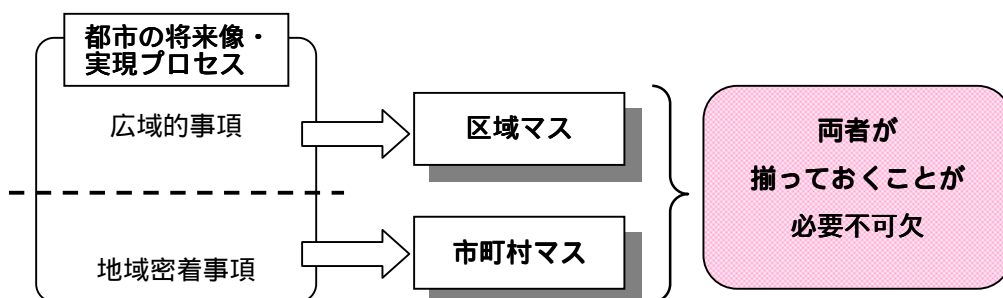 都市の将来像・
実現プロセス
広域的事項
区域マス
地域密着事項
市町村マス
両者が
揃っておくことが
必要不可欠